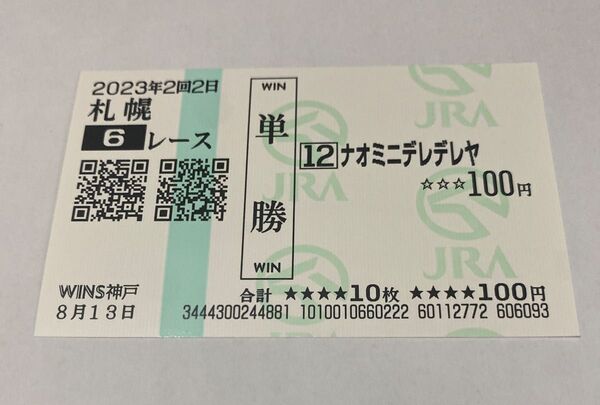 2023年2回2日
札幌
6 レース
WINS神戸
8月13日
WIN
単
勝
WIN
12 ナオミニデレデレヤ
☆☆☆100円
合計 ★★★★10枚 ★★★★100円
3444300244881 1010010660222 60112772 606093
JRA
JRA